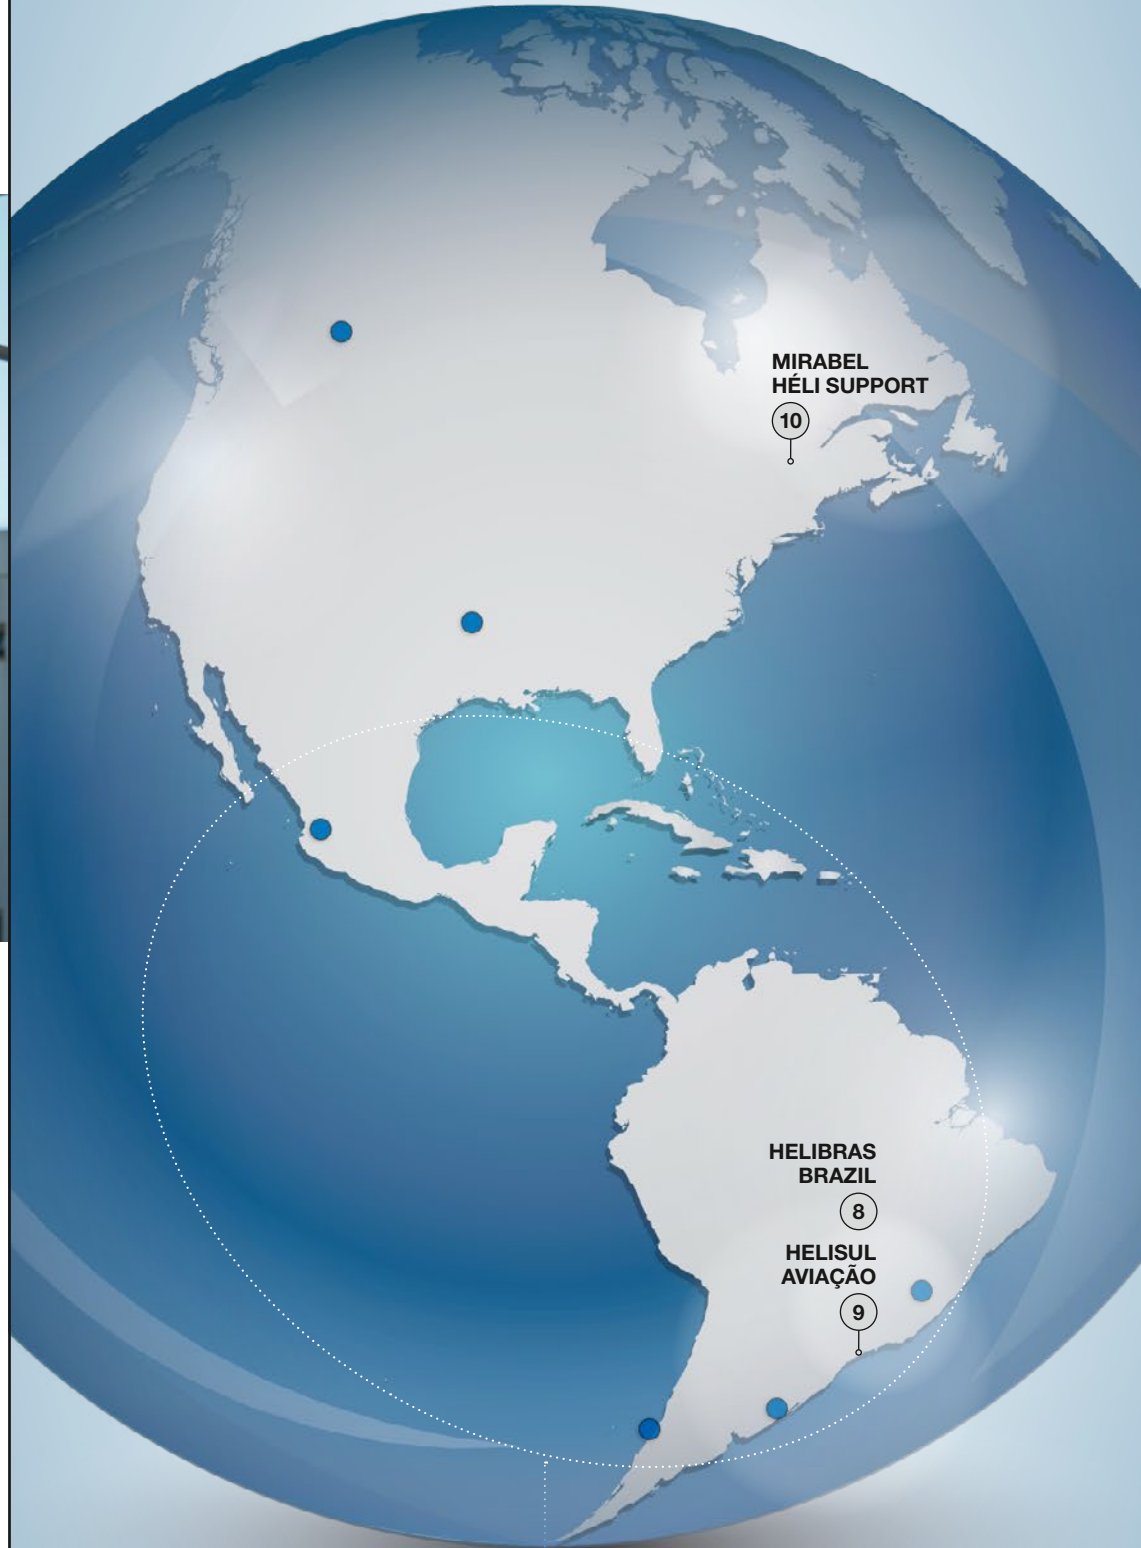 MIRABEL
HÉLI SUPPORT
10
HELIBRAS
BRAZIL
8
HELISUL
AVIAÇÃO
9